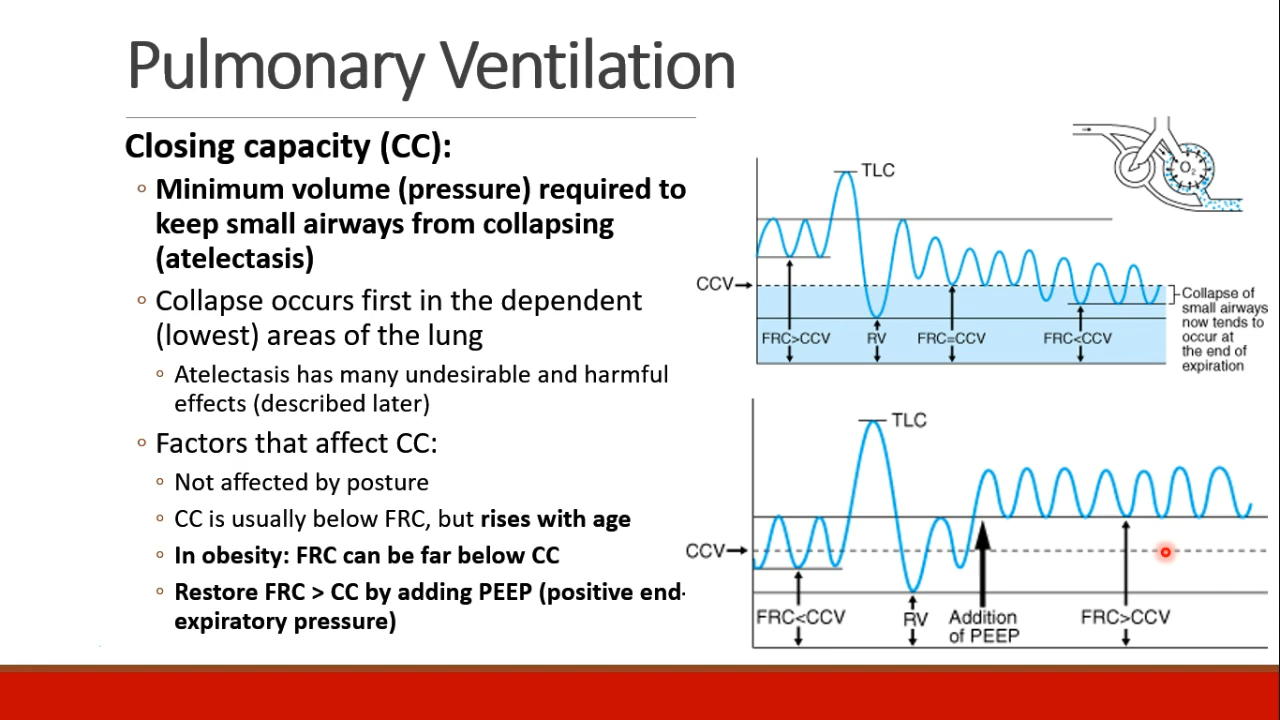 Pulmonary Ventilation
Closing capacity (CC):
◦ Minimum volume (pressure) required to
keep small airways from collapsing
(atelectasis)
◦ Collapse occurs first in the dependent
(lowest) areas of the lung
◦ Atelectasis has many undesirable and harmful
effects (described later)
◦ Factors that affect CC:
◦ Not affected by posture
◦ CC is usually below FRC, but rises with age
◦ In obesity: FRC can be far below CC
◦ Restore FRC > CC by adding PEEP (positive end-
expiratory pressure)
O₂
TLC
CCV
FRC>CCV
RV
FRC=CCV
FRC<CCV
Collapse of
small airways
now tends to
occur at
the end of
expiration
TLC
CCV
FRC<CCV
RV
Addition
of PEEP
FRC>CCV